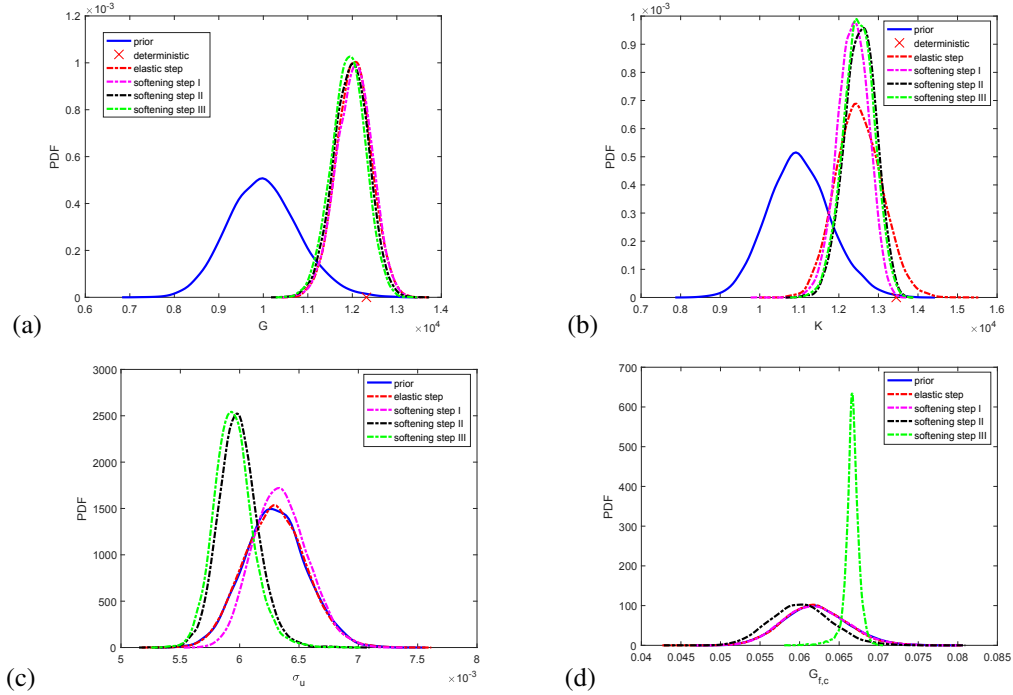 ×10⁻³
1.2
1
0.8
0.6
0.4
0.2
0
PDF
prior
deterministic
elastic step
softening step I
softening step II
softening step III
0.7 0.8 0.9 1 1.1 1.2 1.3 1.4
G
×10⁴
(a)
×10⁻³
1
0.9
0.8
0.7
0.6
0.5
0.4
0.3
0.2
0.1
0
PDF
prior
deterministic
elastic step
softening step I
softening step II
softening step III
0.7 0.8 0.9 1 1.1 1.2 1.3 1.4 1.5 1.6
K
×10⁴
(b)
3000
2500
2000
1500
1000
500
0
PDF
prior
elastic step
softening step I
softening step II
softening step III
5 5.5 6 6.5 7 7.5 8
σᵤ
×10⁻³
(c)
700
600
500
400
300
200
100
0
PDF
prior
elastic step
softening step I
softening step II
softening step III
0.04 0.045 0.05 0.055 0.06 0.065 0.07 0.075 0.08 0.085
G_f,c
(d)